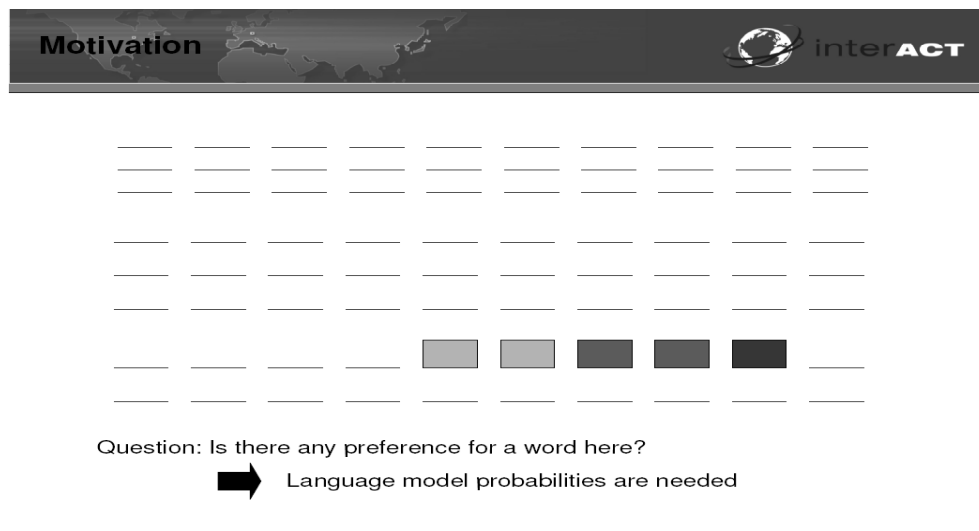 Motivation
interACT
Question: Is there any preference for a word here?
Language model probabilities are needed